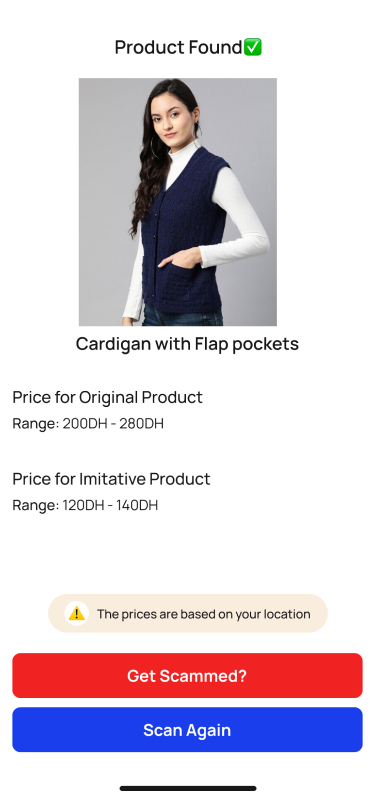 Product Found✅
Cardigan with Flap pockets
Price for Original Product
Range: 200DH - 280DH
Price for Imitative Product
Range: 120DH - 140DH
⚠️ The prices are based on your location
Get Scammed?
Scan Again